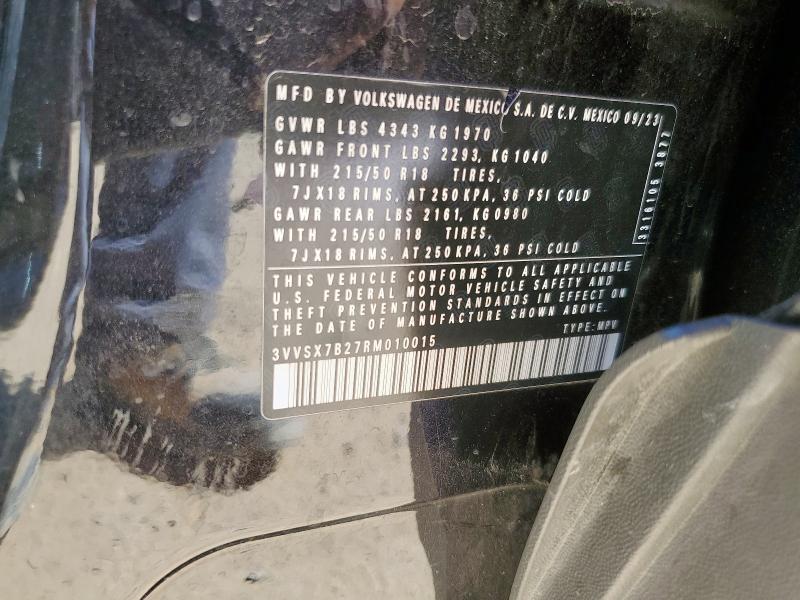 MFD BY VOLKSWAGEN DE MEXICO S.A. DE C.V. MEXICO 09/23
GVWR LBS 4343 KG 1970
GAWR FRONT LBS 2293, KG 1040
WITH 215/50 R18 TIRES,
7JX18 RIMS, AT 250 KPA, 36 PSI COLD
GAWR REAR LBS 2161, KG 0980
WITH 215/50 R18 TIRES,
7JX18 RIMS, AT 250 KPA, 36 PSI COLD
THIS VEHICLE CONFORMS TO ALL APPLICABLE
U.S. FEDERAL MOTOR VEHICLE SAFETY AND
THEFT PREVENTION STANDARDS IN EFFECT ON
THE DATE OF MANUFACTURE SHOWN ABOVE.
TYPE: MPV
3VVSX7B27RM010015
3316105 3877